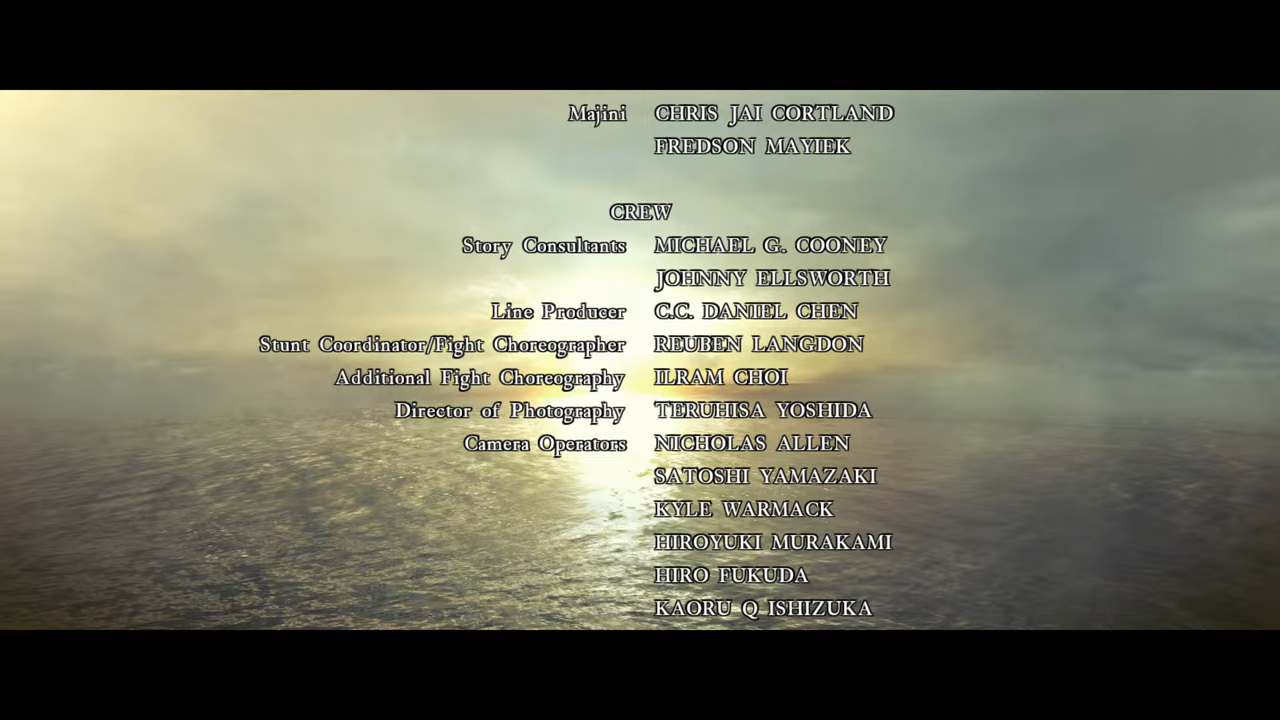 Majini CHRIS JAI CORTLAND
FREDSON MAYIEK
CREW
Story Consultants MICHAEL G. COONEY
JOHNNY ELLSWORTH
Line Producer C.C. DANIEL CHEN
Stunt Coordinator/Fight Choreographer REUBEN LANGDON
Additional Fight Choreography ILRAM CHOI
Director of Photography TERUHISA YOSHIDA
Camera Operators NICHOLAS ALLEN
SATOSHI YAMAZAKI
KYLE WARMACK
HIROYUKI MURAKAMI
HIRO FUKUDA
KAORU Q ISHIZUKA